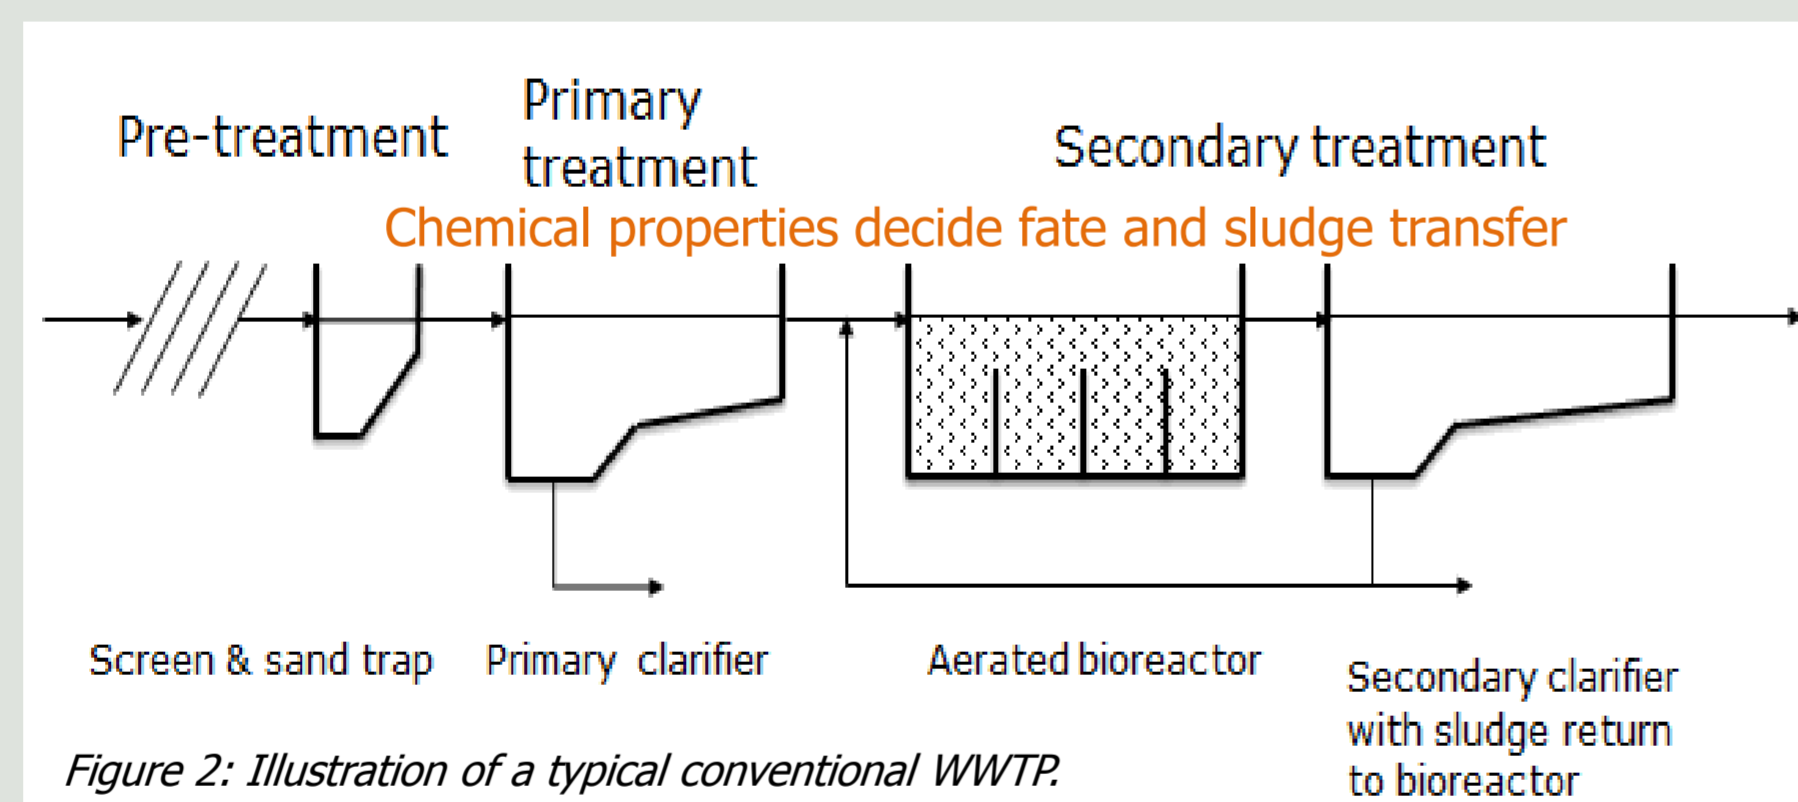 Pre-treatment
Primary
treatment
Secondary treatment
Chemical properties decide fate and sludge transfer
Screen & sand trap
Primary clarifier
Aerated bioreactor
Secondary clarifier
with sludge return
to bioreactor
Figure 2: Illustration of a typical conventional WWTP.